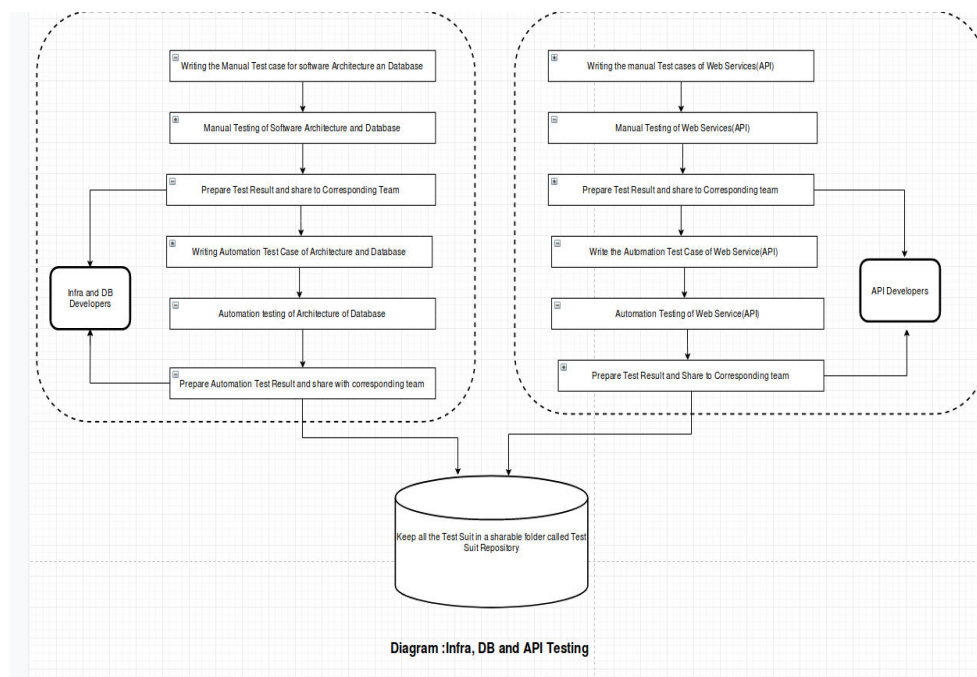 Writing the Manual Test case for software Architecture an Database
Manual Testing of Software Architecture and Database
Prepare Test Result and share to Corresponding Team
Writing Automation Test Case of Architecture and Database
Infra and DB
Developers
Automation testing of Architecture of Database
Prepare Automation Test Result and share with corresponding team
Writing the manual Test cases of Web Services(API)
Manual Testing of Web Services(API)
Prepare Test Result and share to Corresponding team
Write the Automation Test Case of Web Service(API)
API Developers
Automation Testing of Web Service(API)
Prepare Test Result and Share to Corresponding team
Keep all the Test Suit in a sharable folder called Test
Suit Repository
Diagram :Infra, DB and API Testing